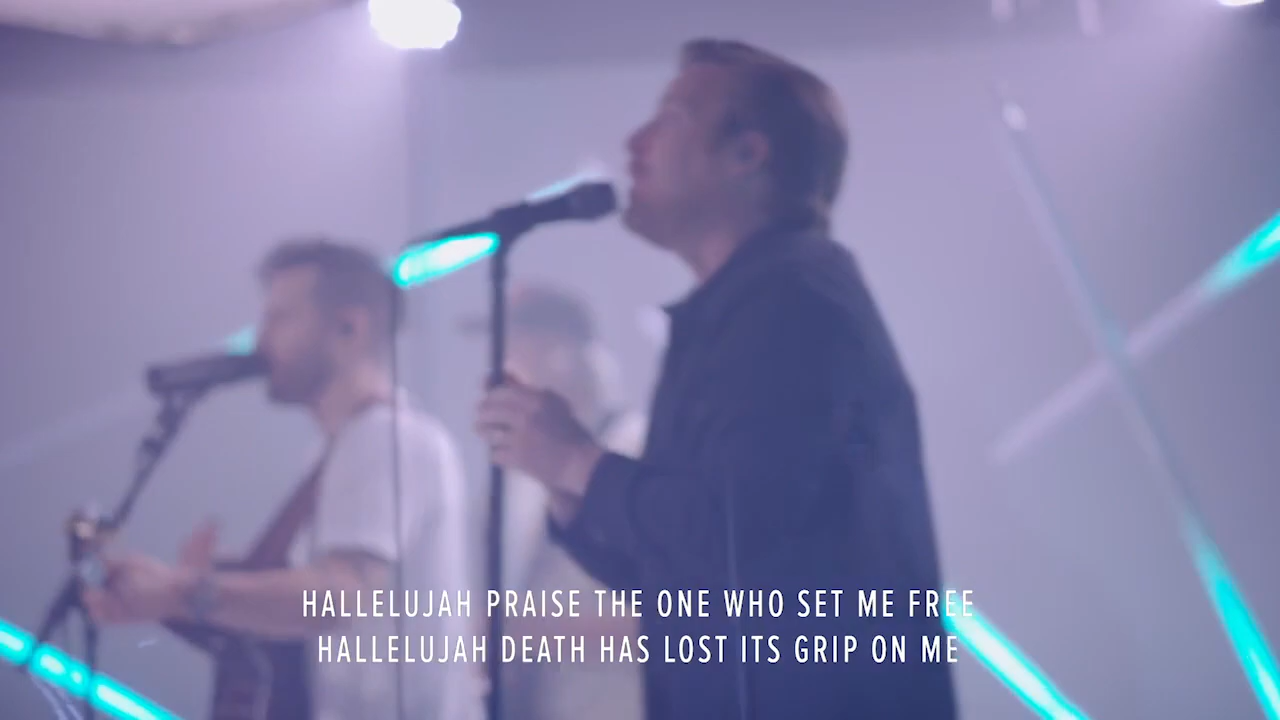 HALLELUJAH PRAISE THE ONE WHO SET ME FREE
HALLELUJAH DEATH HAS LOST ITS GRIP ON ME